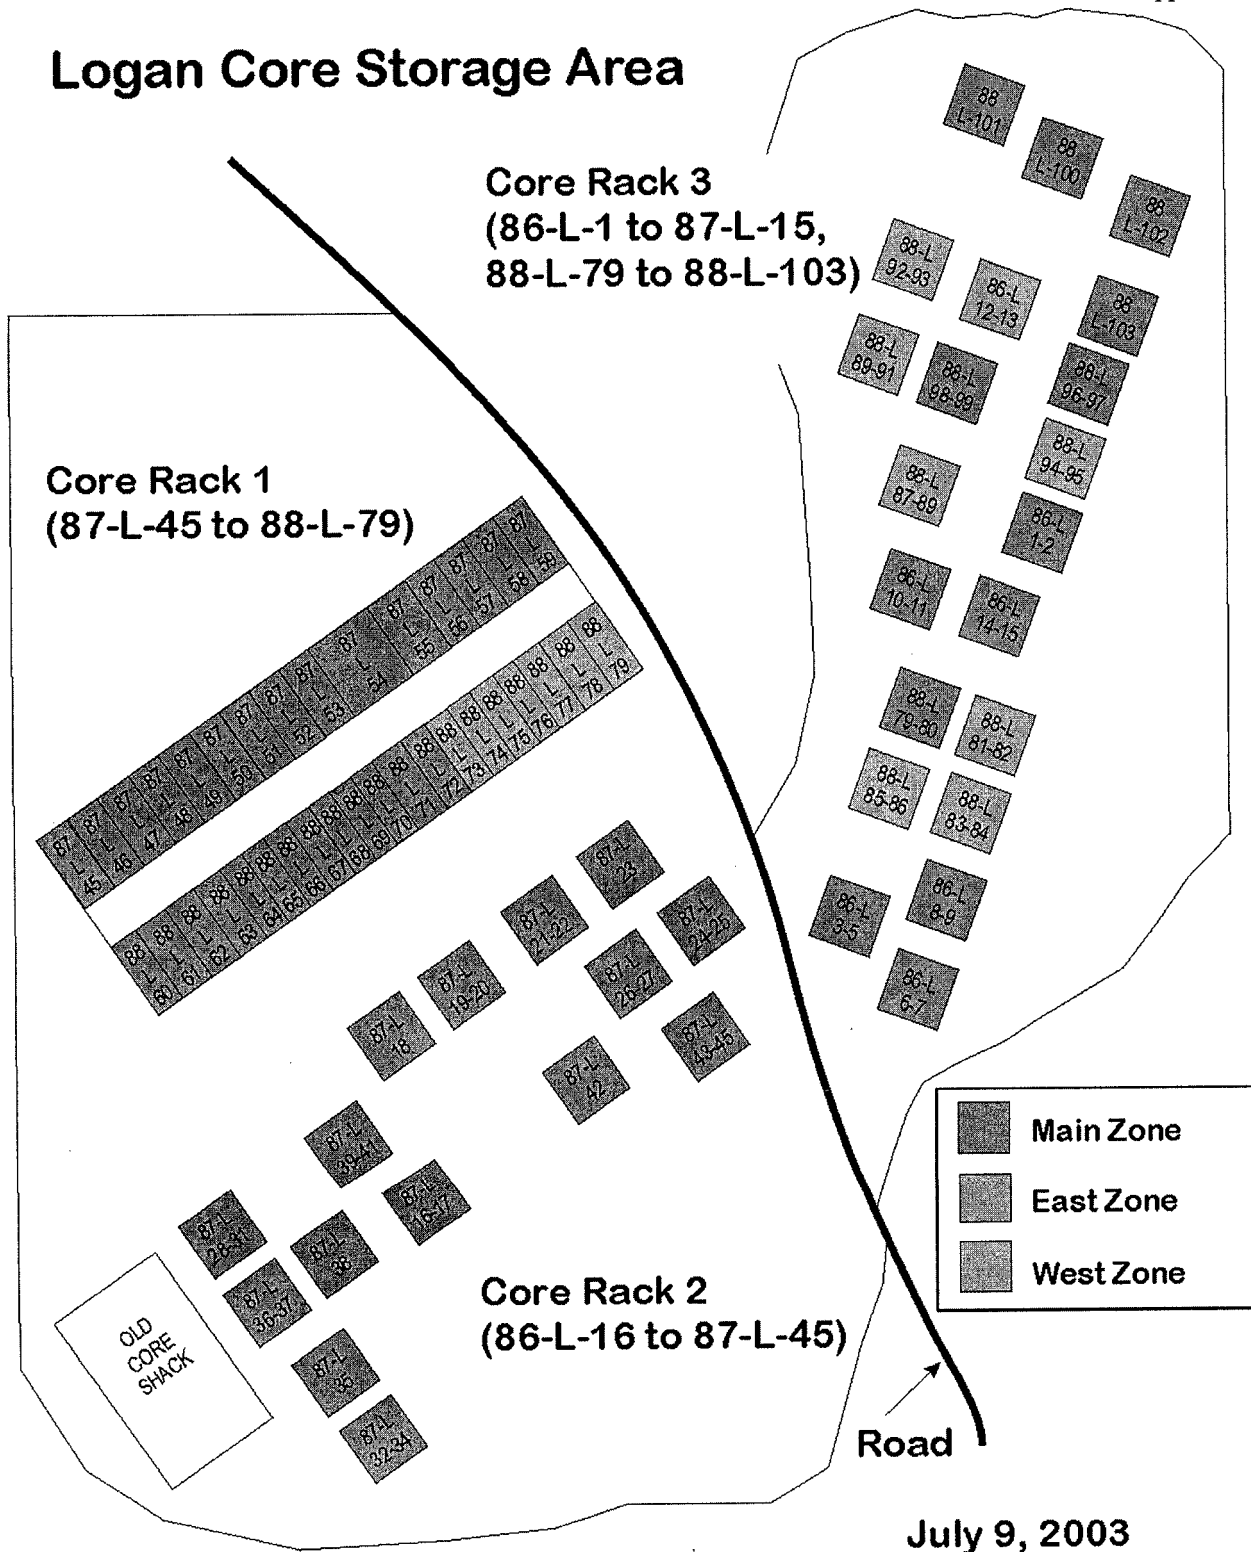 Logan Core Storage Area
88
L-101
88
L-100
88
L-102
Core Rack 3
(86-L-1 to 87-L-15,
88-L-79 to 88-L-103)
88-L
92-93
86-L
12-13
88
L-103
88-L
89-91
88-L
98-99
88-L
96-97
88-L
94-95
88-L
87-89
86-L
1-2
86-L
10-11
86-L
14-15
88-L
79-80
88-L
81-82
88-L
85-86
88-L
83-84
86-L
8-9
86-L
3-5
86-L
6-7
Core Rack 1
(87-L-45 to 88-L-79)
87 L 45
87 L 46
87 L 47
87 L 48
87 L 49
87 L 50
87 L 51
87 L 52
87 L 53
87 L 54
87 L 55
87 L 56
87 L 57
87 L 58
87 L 59
88 L 60
88 L 61
88 L 62
88 L 63
88 L 64
88 L 65
88 L 66
88 L 67
88 L 68
88 L 69
88 L 70
88 L 71
88 L 72
88 L 73
88 L 74
88 L 75
88 L 76
88 L 77
88 L 78
88 L 79
87-L
23
87-L
21-22
87-L
24-25
87-L
19-20
87-L
26-27
87-L
18
87-L
43-45
87-L
42
87-L
39-41
87-L
16-17
87-L
28-31
87-L
38
87-L
36-37
87-L
35
87-L
32-34
OLD
CORE
SHACK
Core Rack 2
(86-L-16 to 87-L-45)
Main Zone
East Zone
West Zone
Road
July 9, 2003